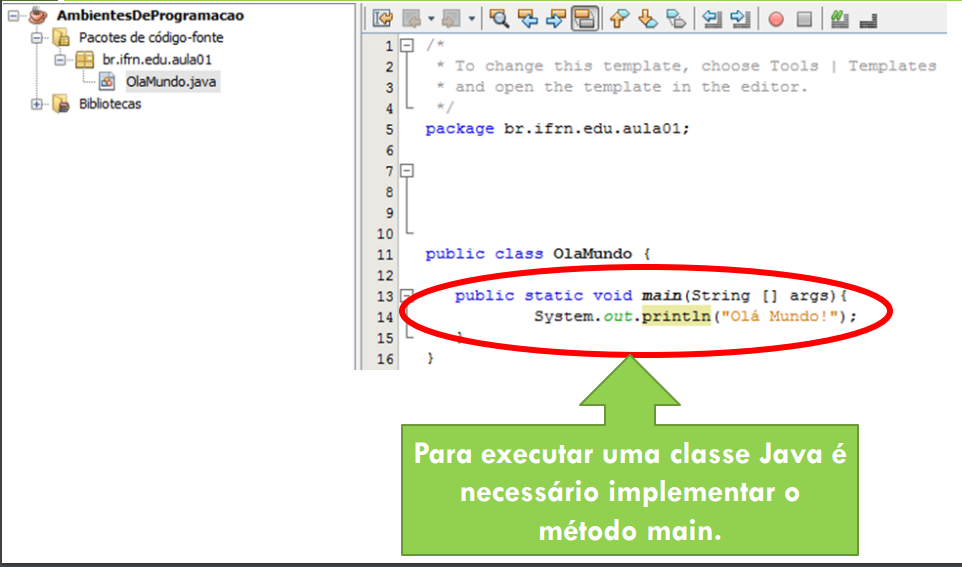 AmbientesDeProgramacao
Pacotes de código-fonte
br.ifrn.edu.aula01
OlaMundo.java
Bibliotecas
1 /*
2 * To change this template, choose Tools | Templates
3 * and open the template in the editor.
4 */
5 package br.ifrn.edu.aula01;
6
7
8
9
10
11 public class OlaMundo {
12
13 public static void main(String [] args){
14 System.out.println("Olá Mundo!");
15 }
16 }
Para executar uma classe Java é
necessário implementar o
método main.